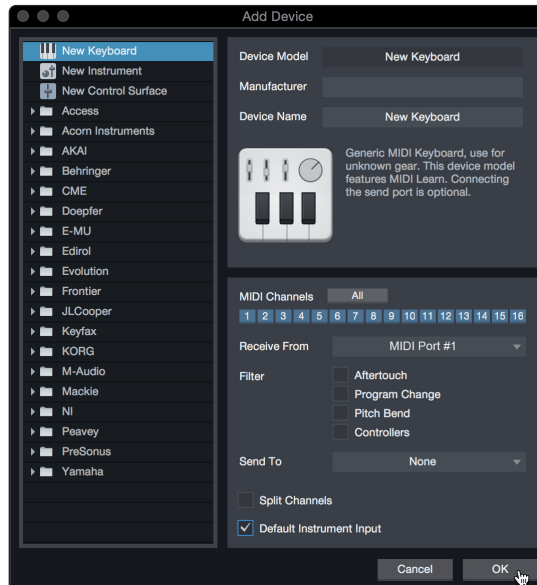 Add Device
New Keyboard
New Instrument
New Control Surface
Access
Acorn Instruments
AKAI
Behringer
CME
Doepfer
E-MU
Edirol
Evolution
Frontier
JLCooper
Keyfax
KORG
M-Audio
Mackie
NI
Peavey
PreSonus
Yamaha
Device Model New Keyboard
Manufacturer
Device Name New Keyboard
Generic MIDI Keyboard, use for
unknown gear. This device model
features MIDI Learn. Connecting
the send port is optional.
MIDI Channels All
1 2 3 4 5 6 7 8 9 10 11 12 13 14 15 16
Receive From MIDI Port #1
Filter Aftertouch
Program Change
Pitch Bend
Controllers
Send To None
Split Channels
Default Instrument Input
Cancel OK